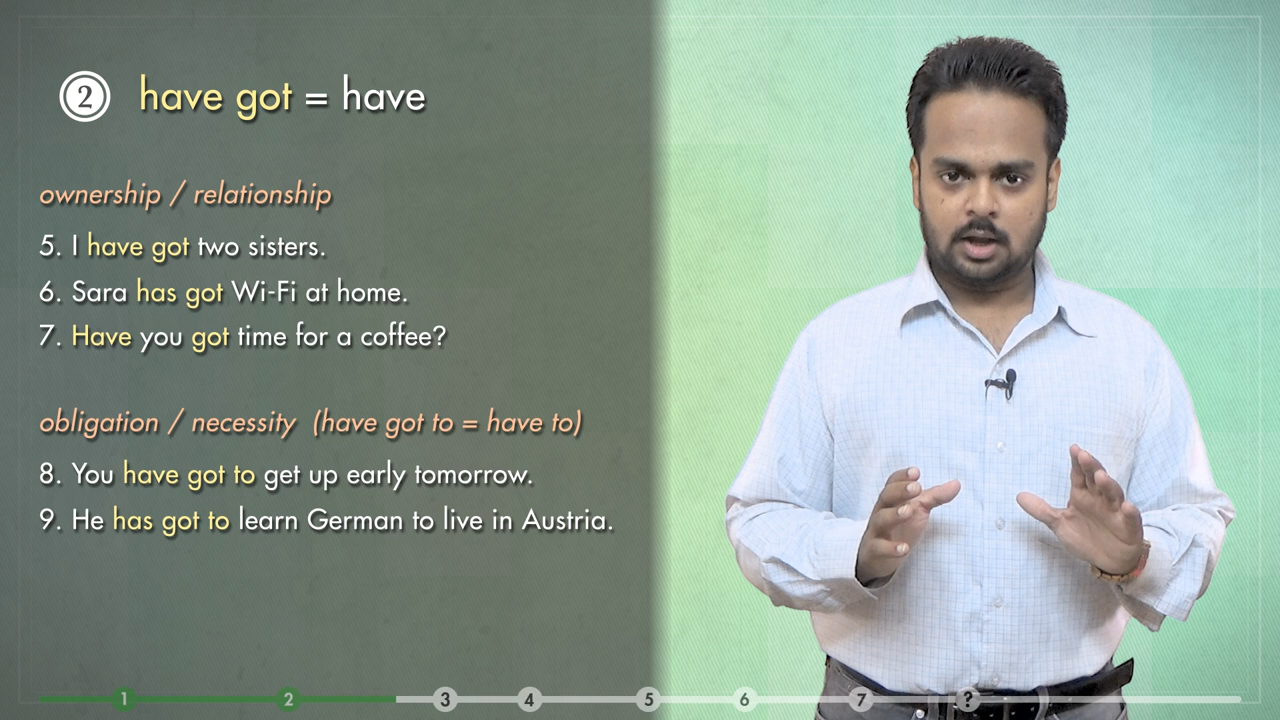 2 have got = have
ownership / relationship
5. I have got two sisters.
6. Sara has got Wi-Fi at home.
7. Have you got time for a coffee?
obligation / necessity (have got to = have to)
8. You have got to get up early tomorrow.
9. He has got to learn German to live in Austria.
1 2 3 4 5 6 7 ?